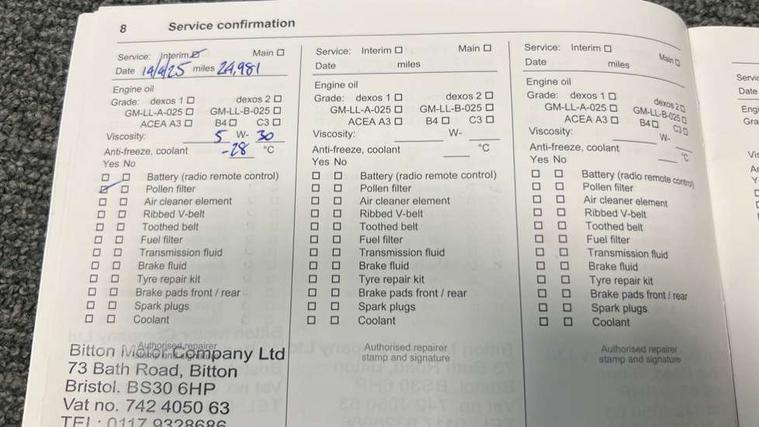 8 Service confirmation
Service: Interim Main
Date 19/9/25 miles 24,981
Engine oil
Grade: dexos 1 dexos 2
GM-LL-A-025 GM-LL-B-025
ACEA A3 B4 C3
Viscosity: 5 W- 30
Anti-freeze, coolant -28 °C
Yes No
Battery (radio remote control)
Pollen filter
Air cleaner element
Ribbed V-belt
Toothed belt
Fuel filter
Transmission fluid
Brake fluid
Tyre repair kit
Brake pads front / rear
Spark plugs
Coolant
Authorised repairer
Bitton Motor Company Ltd
73 Bath Road, Bitton
Bristol. BS30 6HP
Vat no. 742 4050 63
TEL: 0117 9328686
Service: Interim Main
Date miles
Engine oil
Grade: dexos 1 dexos 2
GM-LL-A-025 GM-LL-B-025
ACEA A3 B4 C3
Viscosity: W-
Anti-freeze, coolant °C
Yes No
Battery (radio remote control)
Pollen filter
Air cleaner element
Ribbed V-belt
Toothed belt
Fuel filter
Transmission fluid
Brake fluid
Tyre repair kit
Brake pads front / rear
Spark plugs
Coolant
Authorised repairer
stamp and signature
Service: Interim Main
Date miles
Engine oil
Grade: dexos 1 dexos 2
GM-LL-A-025 GM-LL-B-025
ACEA A3 B4 C3
Viscosity: W-
Anti-freeze, coolant °C
Yes No
Battery (radio remote control)
Pollen filter
Air cleaner element
Ribbed V-belt
Toothed belt
Fuel filter
Transmission fluid
Brake fluid
Tyre repair kit
Brake pads front / rear
Spark plugs
Coolant
Authorised repairer
stamp and signature
Date